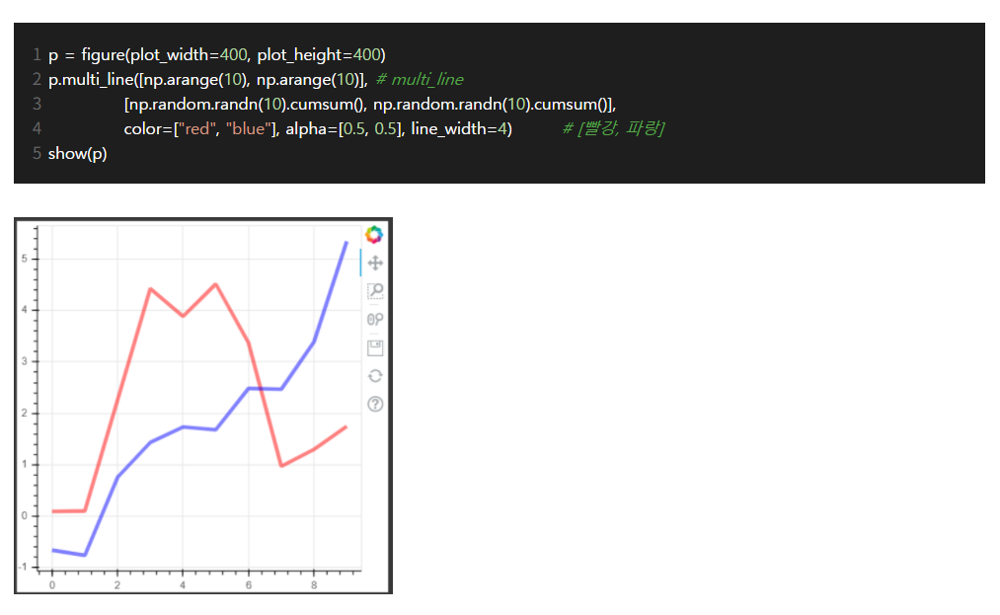 1 p = figure(plot_width=400, plot_height=400)
2 p.multi_line([np.arange(10), np.arange(10)], # multi_line
3 [np.random.randn(10).cumsum(), np.random.randn(10).cumsum()],
4 color=["red", "blue"], alpha=[0.5, 0.5], line_width=4) # [빨강, 파랑]
5 show(p)
5
4
3
2
1
0
-1
0 2 4 6 8